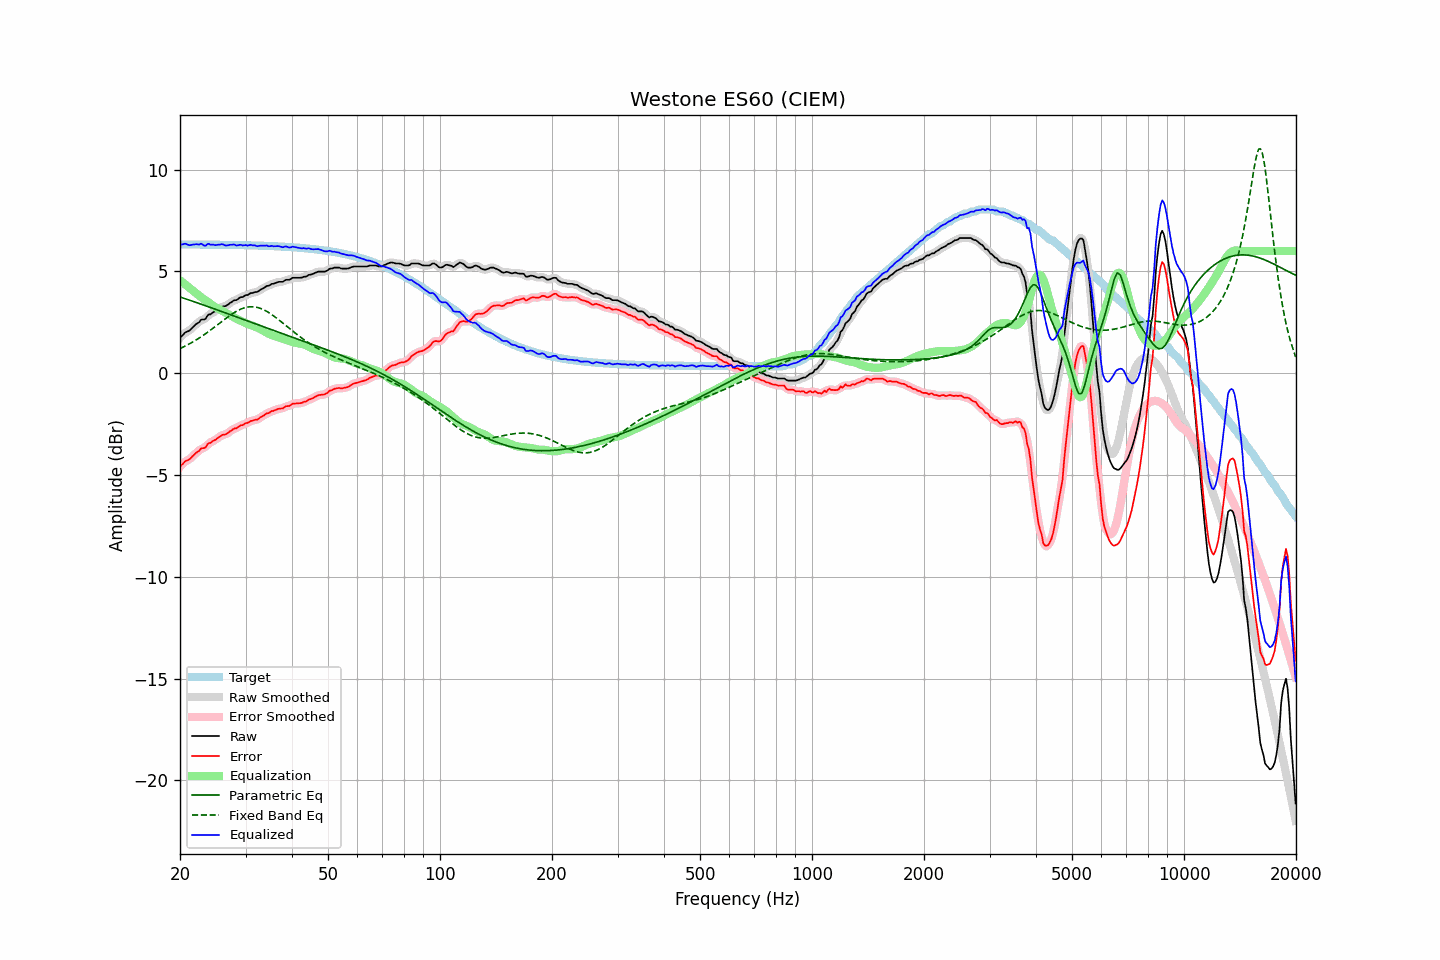 Westone ES60 (CIEM)
Amplitude (dBr)
10
5
0
−5
−10
−15
−20
Target
Raw Smoothed
Error Smoothed
Raw
Error
Equalization
Parametric Eq
Fixed Band Eq
Equalized
20 50 100 200 500 1000 2000 5000 10000 20000
Frequency (Hz)